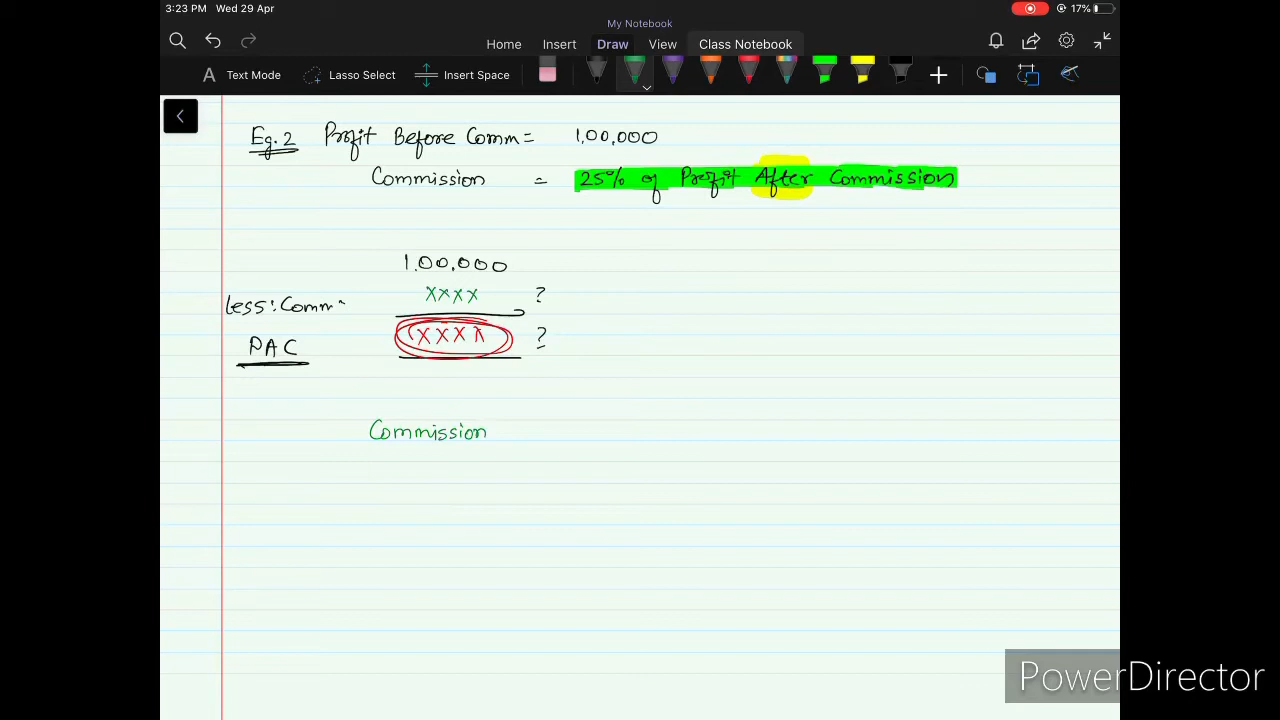 3:23 PM Wed 29 Apr 17%
My Notebook
Home Insert Draw View Class Notebook
A Text Mode Lasso Select Insert Space
Eg.2 Profit Before Comm = 1,00,000
Commission = 25% of Profit After Commission
1,00,000
less: Comm xxxx ?
PAC xxxx ?
Commission
PowerDirector